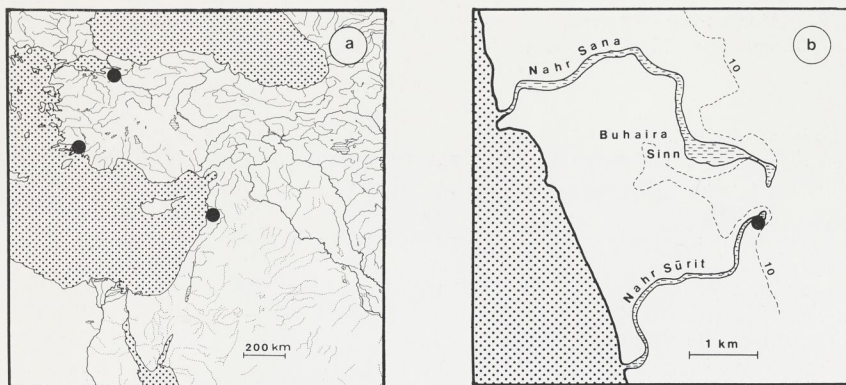 a
200 km
b
Nahr Sana
10
Buhaira
Sinn
Nahr Sūrit
10
1 km